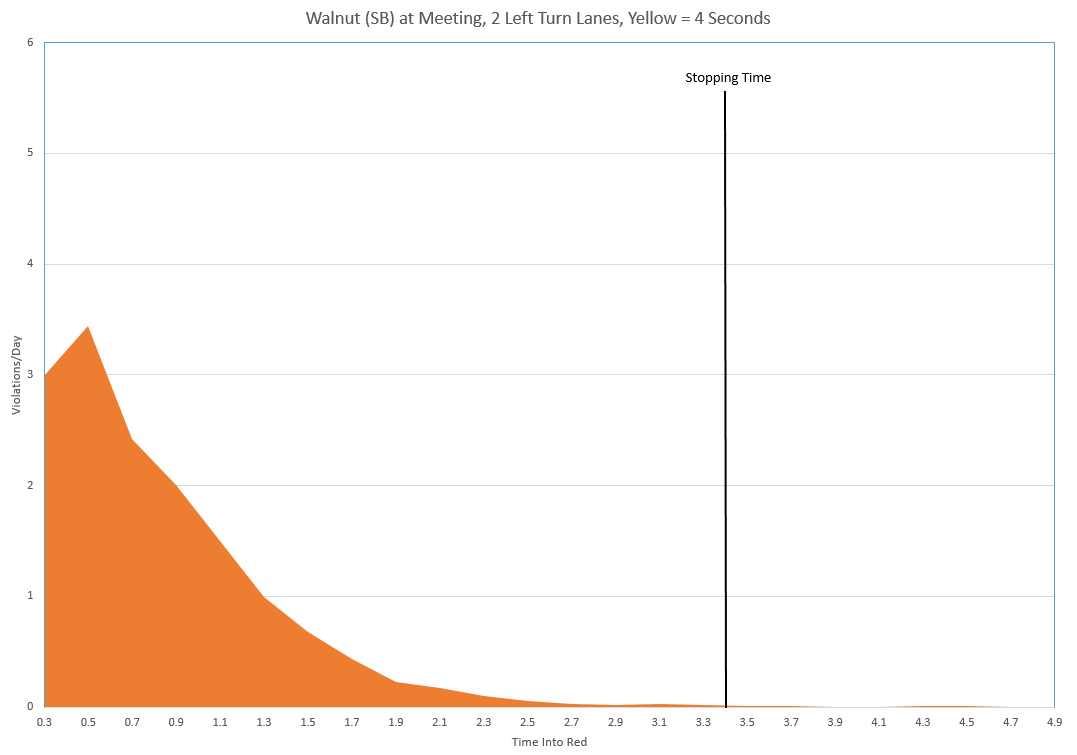 Walnut (SB) at Meeting, 2 Left Turn Lanes, Yellow = 4 Seconds
6
Stopping Time
5
4
3
Violations/Day
2
1
0
0.3 0.5 0.7 0.9 1.1 1.3 1.5 1.7 1.9 2.1 2.3 2.5 2.7 2.9 3.1 3.3 3.5 3.7 3.9 4.1 4.3 4.5 4.7 4.9
Time Into Red